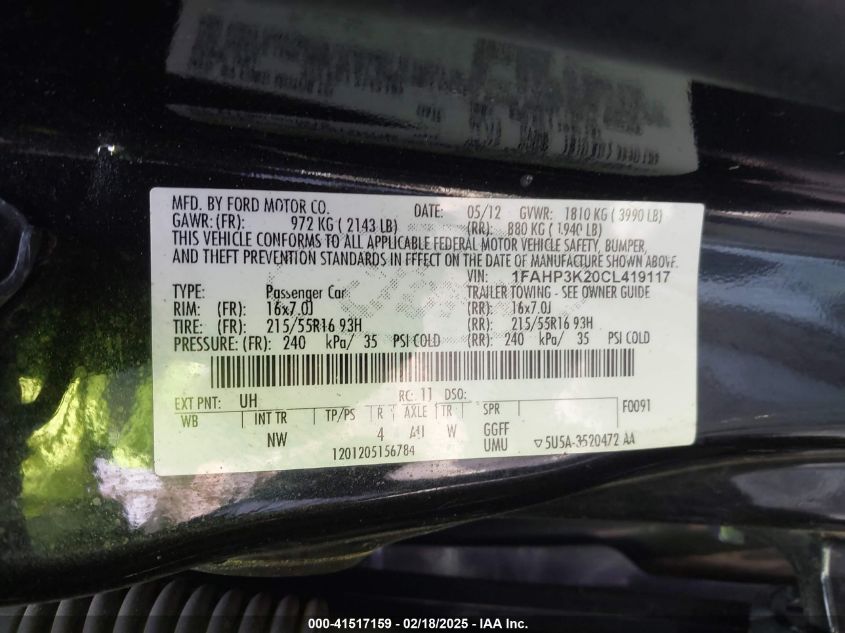 MFD. BY FORD MOTOR CO. DATE: 05/12 GVWR: 1810 KG ( 3990 LB)
GAWR: (FR): 972 KG ( 2143 LB) (RR): 880 KG ( 1940 LB)
THIS VEHICLE CONFORMS TO ALL APPLICABLE FEDERAL MOTOR VEHICLE SAFETY, BUMPER,
AND THEFT PREVENTION STANDARDS IN EFFECT ON THE DATE OF MANUFACTURE SHOWN ABOVE.
VIN: 1FAHP3K20CL419117
TYPE: Passenger Car TRAILER TOWING - SEE OWNER GUIDE
RIM: (FR): 16x7.0J (RR): 16x7.0J
TIRE: (FR): 215/55R16 93H (RR): 215/55R16 93H
PRESSURE: (FR): 240 kPa/ 35 PSI COLD (RR): 240 kPa/ 35 PSI COLD
EXT PNT: UH RC: 11 DSO: F0091
WB INT TR TP/PS R AXLE TR SPR
NW 4 W GGFF
UMU ▽ 5U5A-3520472 AA
1201205156784
000-41517159 - 02/18/2025 - IAA Inc.